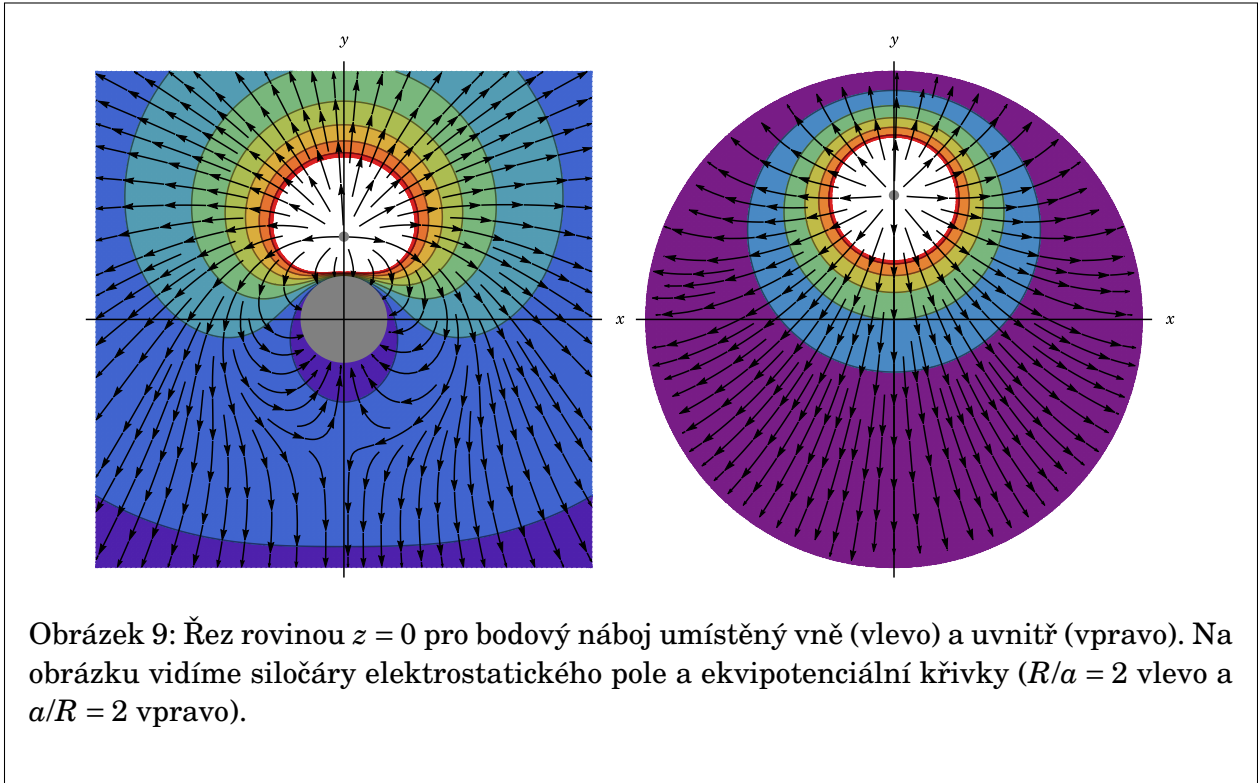 y
y
x
x
Obrázek 9: Řez rovinou z = 0 pro bodový náboj umístěný vně (vlevo) a uvnitř (vpravo). Na
obrázku vidíme siločáry elektrostatického pole a ekvipotenciální křivky (R/a = 2 vlevo a
a/R = 2 vpravo).